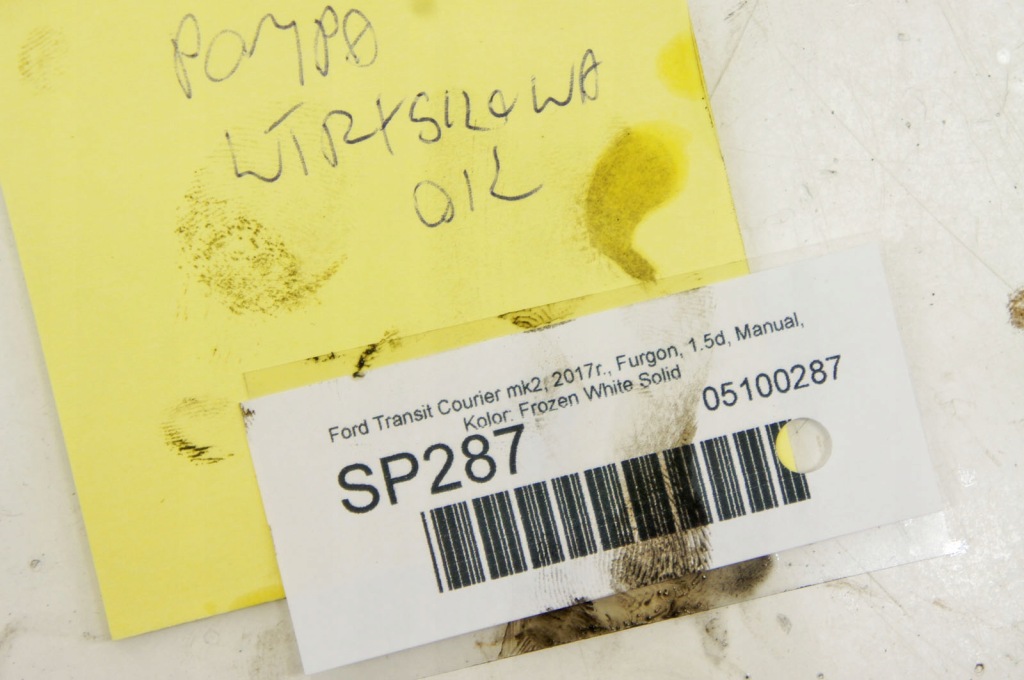 POMPA
WTRYSKOWA
OIL
Ford Transit Courier mk2, 2017r., Furgon, 1.5d, Manual,
Kolor: Frozen White Solid
05100287
SP287